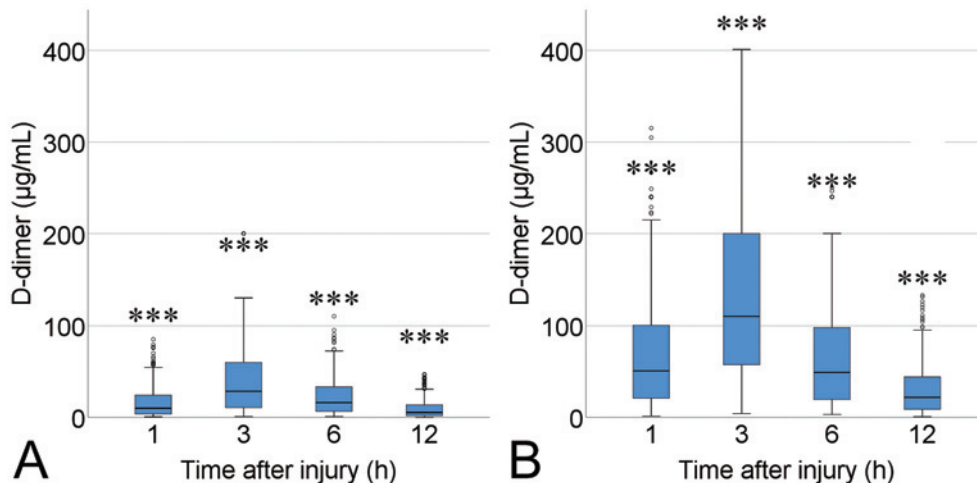 D-dimer (µg/mL)
400
300
200
100
0
***
***
***
***
1 3 6 12
Time after injury (h)
A
D-dimer (µg/mL)
400
300
200
100
0
***
***
***
***
1 3 6 12
Time after injury (h)
B